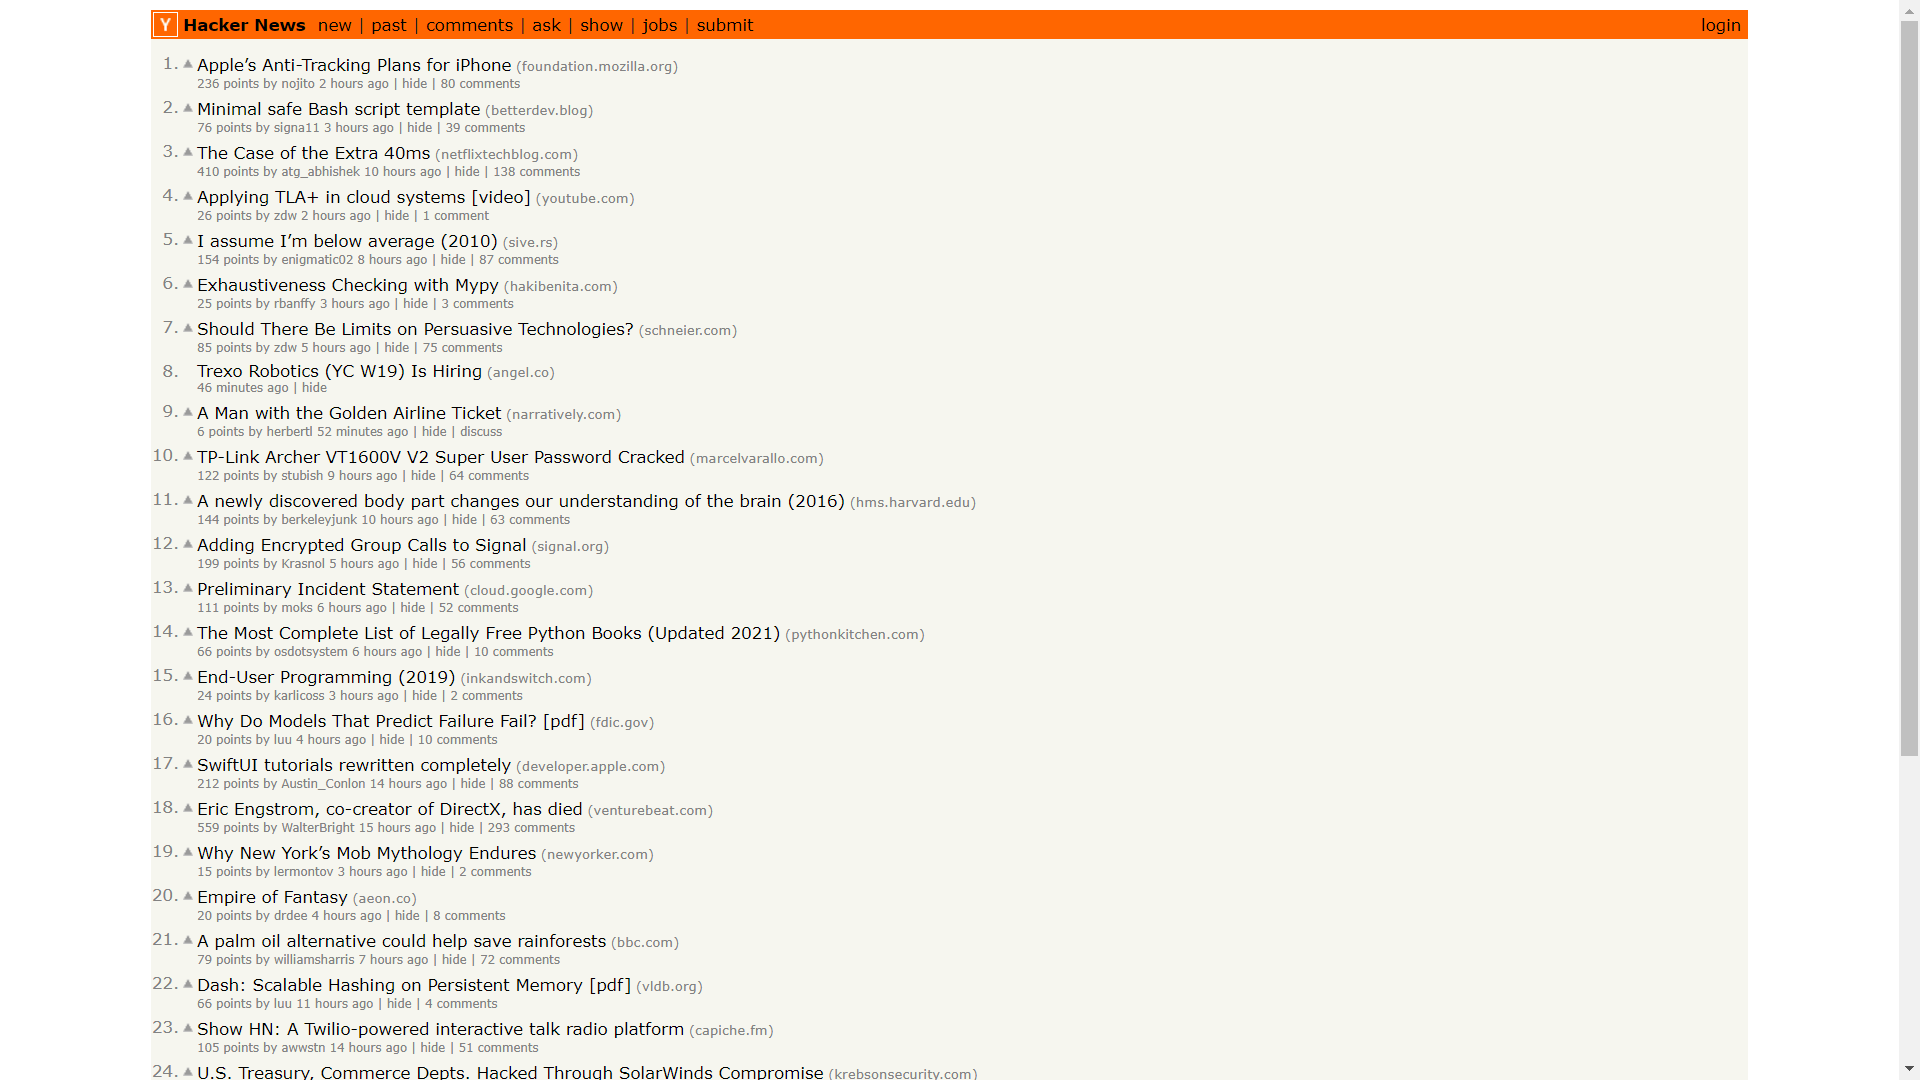 Y Hacker News new | past | comments | ask | show | jobs | submit login
1. Apple’s Anti-Tracking Plans for iPhone (foundation.mozilla.org)
236 points by nojito 2 hours ago | hide | 80 comments
2. Minimal safe Bash script template (betterdev.blog)
76 points by signa11 3 hours ago | hide | 39 comments
3. The Case of the Extra 40ms (netflixtechblog.com)
410 points by atg_abhishek 10 hours ago | hide | 138 comments
4. Applying TLA+ in cloud systems [video] (youtube.com)
26 points by zdw 2 hours ago | hide | 1 comment
5. I assume I’m below average (2010) (sive.rs)
154 points by enigmatic02 8 hours ago | hide | 87 comments
6. Exhaustiveness Checking with Mypy (hakibenita.com)
25 points by rbanffy 3 hours ago | hide | 3 comments
7. Should There Be Limits on Persuasive Technologies? (schneier.com)
85 points by zdw 5 hours ago | hide | 75 comments
8. Trexo Robotics (YC W19) Is Hiring (angel.co)
46 minutes ago | hide
9. A Man with the Golden Airline Ticket (narratively.com)
6 points by herbertl 52 minutes ago | hide | discuss
10. TP-Link Archer VT1600V V2 Super User Password Cracked (marcelvarallo.com)
122 points by stubish 9 hours ago | hide | 64 comments
11. A newly discovered body part changes our understanding of the brain (2016) (hms.harvard.edu)
144 points by berkeleyjunk 10 hours ago | hide | 63 comments
12. Adding Encrypted Group Calls to Signal (signal.org)
199 points by Krasnol 5 hours ago | hide | 56 comments
13. Preliminary Incident Statement (cloud.google.com)
111 points by moks 6 hours ago | hide | 52 comments
14. The Most Complete List of Legally Free Python Books (Updated 2021) (pythonkitchen.com)
66 points by osdotsystem 6 hours ago | hide | 10 comments
15. End-User Programming (2019) (inkandswitch.com)
24 points by karlicoss 3 hours ago | hide | 2 comments
16. Why Do Models That Predict Failure Fail? [pdf] (fdic.gov)
20 points by luu 4 hours ago | hide | 10 comments
17. SwiftUI tutorials rewritten completely (developer.apple.com)
212 points by Austin_Conlon 14 hours ago | hide | 88 comments
18. Eric Engstrom, co-creator of DirectX, has died (venturebeat.com)
559 points by WalterBright 15 hours ago | hide | 293 comments
19. Why New York’s Mob Mythology Endures (newyorker.com)
15 points by lermontov 3 hours ago | hide | 2 comments
20. Empire of Fantasy (aeon.co)
20 points by drdee 4 hours ago | hide | 8 comments
21. A palm oil alternative could help save rainforests (bbc.com)
79 points by williamsharris 7 hours ago | hide | 72 comments
22. Dash: Scalable Hashing on Persistent Memory [pdf] (vldb.org)
66 points by luu 11 hours ago | hide | 4 comments
23. Show HN: A Twilio-powered interactive talk radio platform (capiche.fm)
105 points by awwstn 14 hours ago | hide | 51 comments
24. U.S. Treasury, Commerce Depts. Hacked Through SolarWinds Compromise (krebsonsecurity.com)